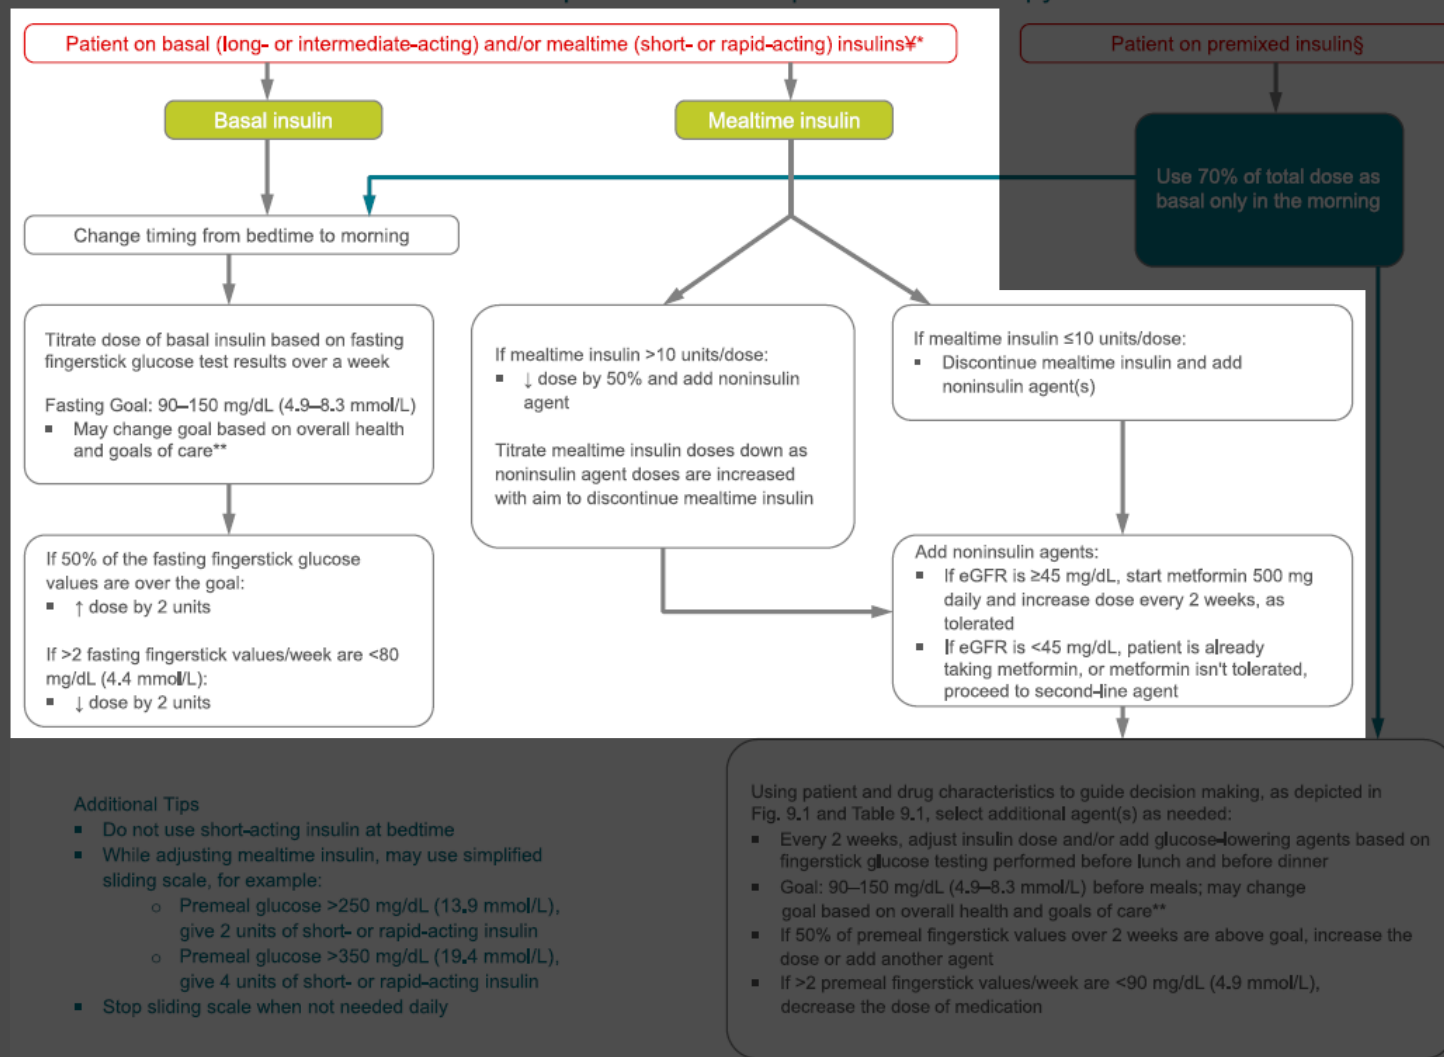 Patient on basal (long- or intermediate-acting) and/or mealtime (short- or rapid-acting) insulins¥*
Patient on premixed insulin§
Basal insulin
Mealtime insulin
Use 70% of total dose as
basal only in the morning
Change timing from bedtime to morning
Titrate dose of basal insulin based on fasting
fingerstick glucose test results over a week
Fasting Goal: 90–150 mg/dL (4.9–8.3 mmol/L)
▪ May change goal based on overall health
and goals of care**
If mealtime insulin >10 units/dose:
▪ ↓ dose by 50% and add noninsulin
agent
Titrate mealtime insulin doses down as
noninsulin agent doses are increased
with aim to discontinue mealtime insulin
If mealtime insulin ≤10 units/dose:
▪ Discontinue mealtime insulin and add
noninsulin agent(s)
If 50% of the fasting fingerstick glucose
values are over the goal:
▪ ↑ dose by 2 units
If >2 fasting fingerstick values/week are <80
mg/dL (4.4 mmol/L):
▪ ↓ dose by 2 units
Add noninsulin agents:
▪ If eGFR is ≥45 mg/dL, start metformin 500 mg
daily and increase dose every 2 weeks, as
tolerated
▪ If eGFR is <45 mg/dL, patient is already
taking metformin, or metformin isn't tolerated,
proceed to second-line agent
Additional Tips
▪ Do not use short-acting insulin at bedtime
▪ While adjusting mealtime insulin, may use simplified
sliding scale, for example:
○ Premeal glucose >250 mg/dL (13.9 mmol/L),
give 2 units of short- or rapid-acting insulin
○ Premeal glucose >350 mg/dL (19.4 mmol/L),
give 4 units of short- or rapid-acting insulin
▪ Stop sliding scale when not needed daily
Using patient and drug characteristics to guide decision making, as depicted in
Fig. 9.1 and Table 9.1, select additional agent(s) as needed:
▪ Every 2 weeks, adjust insulin dose and/or add glucose-lowering agents based on
fingerstick glucose testing performed before lunch and before dinner
▪ Goal: 90–150 mg/dL (4.9–8.3 mmol/L) before meals; may change
goal based on overall health and goals of care**
▪ If 50% of premeal fingerstick values over 2 weeks are above goal, increase the
dose or add another agent
▪ If >2 premeal fingerstick values/week are <90 mg/dL (4.9 mmol/L),
decrease the dose of medication